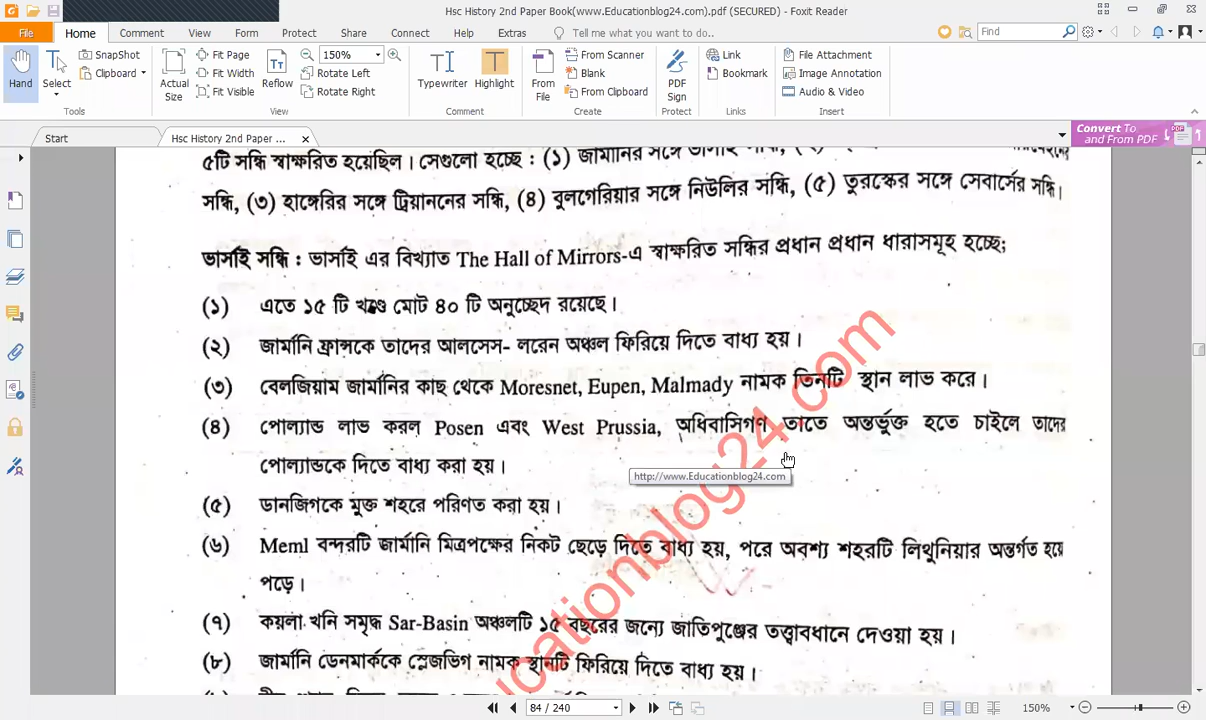 Hsc History 2nd Paper Book(www.Educationblog24.com).pdf (SECURED) - Foxit Reader
File Home Comment View Form Protect Share Connect Help Extras Tell me what you want to do.. Find
Hand Select SnapShot Clipboard Actual Size Fit Page Fit Width Fit Visible Reflow 150% Rotate Left Rotate Right Typewriter Highlight From File From Scanner Blank From Clipboard PDF Sign Link Bookmark File Attachment Image Annotation Audio & Video
Tools View Comment Create Protect Links Insert
Start Hsc History 2nd Paper ... Convert To and From PDF
৫টি সন্ধি স্বাক্ষরিত হয়েছিল। সেগুলো হচ্ছে : (১) জার্মানির সঙ্গে ভার্সাই
সন্ধি, (৩) হাঙ্গেরির সঙ্গে ট্রিয়াননের সন্ধি, (৪) বুলগেরিয়ার সঙ্গে নিউলির সন্ধি, (৫) তুরস্কের সঙ্গে সেবার্সের সন্ধি।
ভার্সাই সন্ধি : ভার্সাই এর বিখ্যাত The Hall of Mirrors-এ স্বাক্ষরিত সন্ধির প্রধান প্রধান ধারাসমূহ হচ্ছে;
(১) এতে ১৫ টি খণ্ডে মোট ৪০ টি অনুচ্ছেদ রয়েছে।
(২) জার্মানি ফ্রান্সকে তাদের আলসেস- লরেন অঞ্চল ফিরিয়ে দিতে বাধ্য হয়।
(৩) বেলজিয়াম জার্মানির কাছ থেকে Moresnet, Eupen, Malmady নামক তিনটি স্থান লাভ করে।
(৪) পোল্যান্ড লাভ করল Posen এবং West Prussia, অধিবাসিগণ তাতে অন্তর্ভুক্ত হতে চাইলে তাদের
পোল্যান্ডকে দিতে বাধ্য করা হয়।
http://www.Educationblog24.com
(৫) ডানজিগকে মুক্ত শহরে পরিণত করা হয়।
(৬) Meml বন্দরটি জার্মানি মিত্রপক্ষের নিকট ছেড়ে দিতে বাধ্য হয়, পরে অবশ্য শহরটি লিথুনিয়ার অন্তর্গত হয়ে
পড়ে।
(৭) কয়লা খনি সমৃদ্ধ Sar-Basin অঞ্চলটি ১৫ বছরের জন্যে জাতিপুঞ্জের তত্ত্বাবধানে দেওয়া হয়।
(৮) জার্মানি ডেনমার্ককে স্লেজভিগ নামক স্থানটি ফিরিয়ে দিতে বাধ্য হয়।
ucationblog24.com
84 / 240 150%